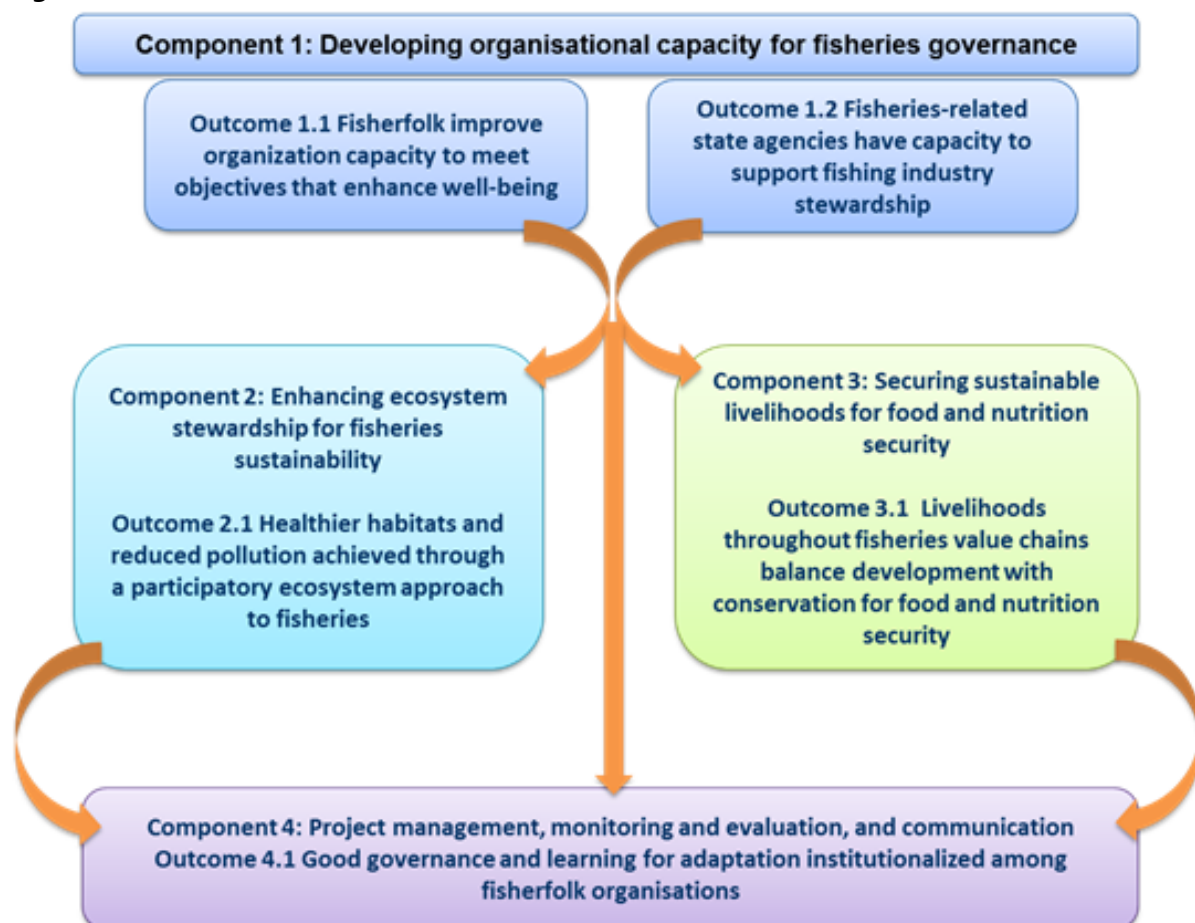 Component 1: Developing organisational capacity for fisheries governance
Outcome 1.1 Fisherfolk improve
organization capacity to meet
objectives that enhance well-being
Outcome 1.2 Fisheries-related
state agencies have capacity to
support fishing industry
stewardship
Component 2: Enhancing ecosystem
stewardship for fisheries
sustainability
Outcome 2.1 Healthier habitats and
reduced pollution achieved through
a participatory ecosystem approach
to fisheries
Component 3: Securing sustainable
livelihoods for food and nutrition
security
Outcome 3.1 Livelihoods
throughout fisheries value chains
balance development with
conservation for food and nutrition
security
Component 4: Project management, monitoring and evaluation, and communication
Outcome 4.1 Good governance and learning for adaptation institutionalized among
fisherfolk organisations